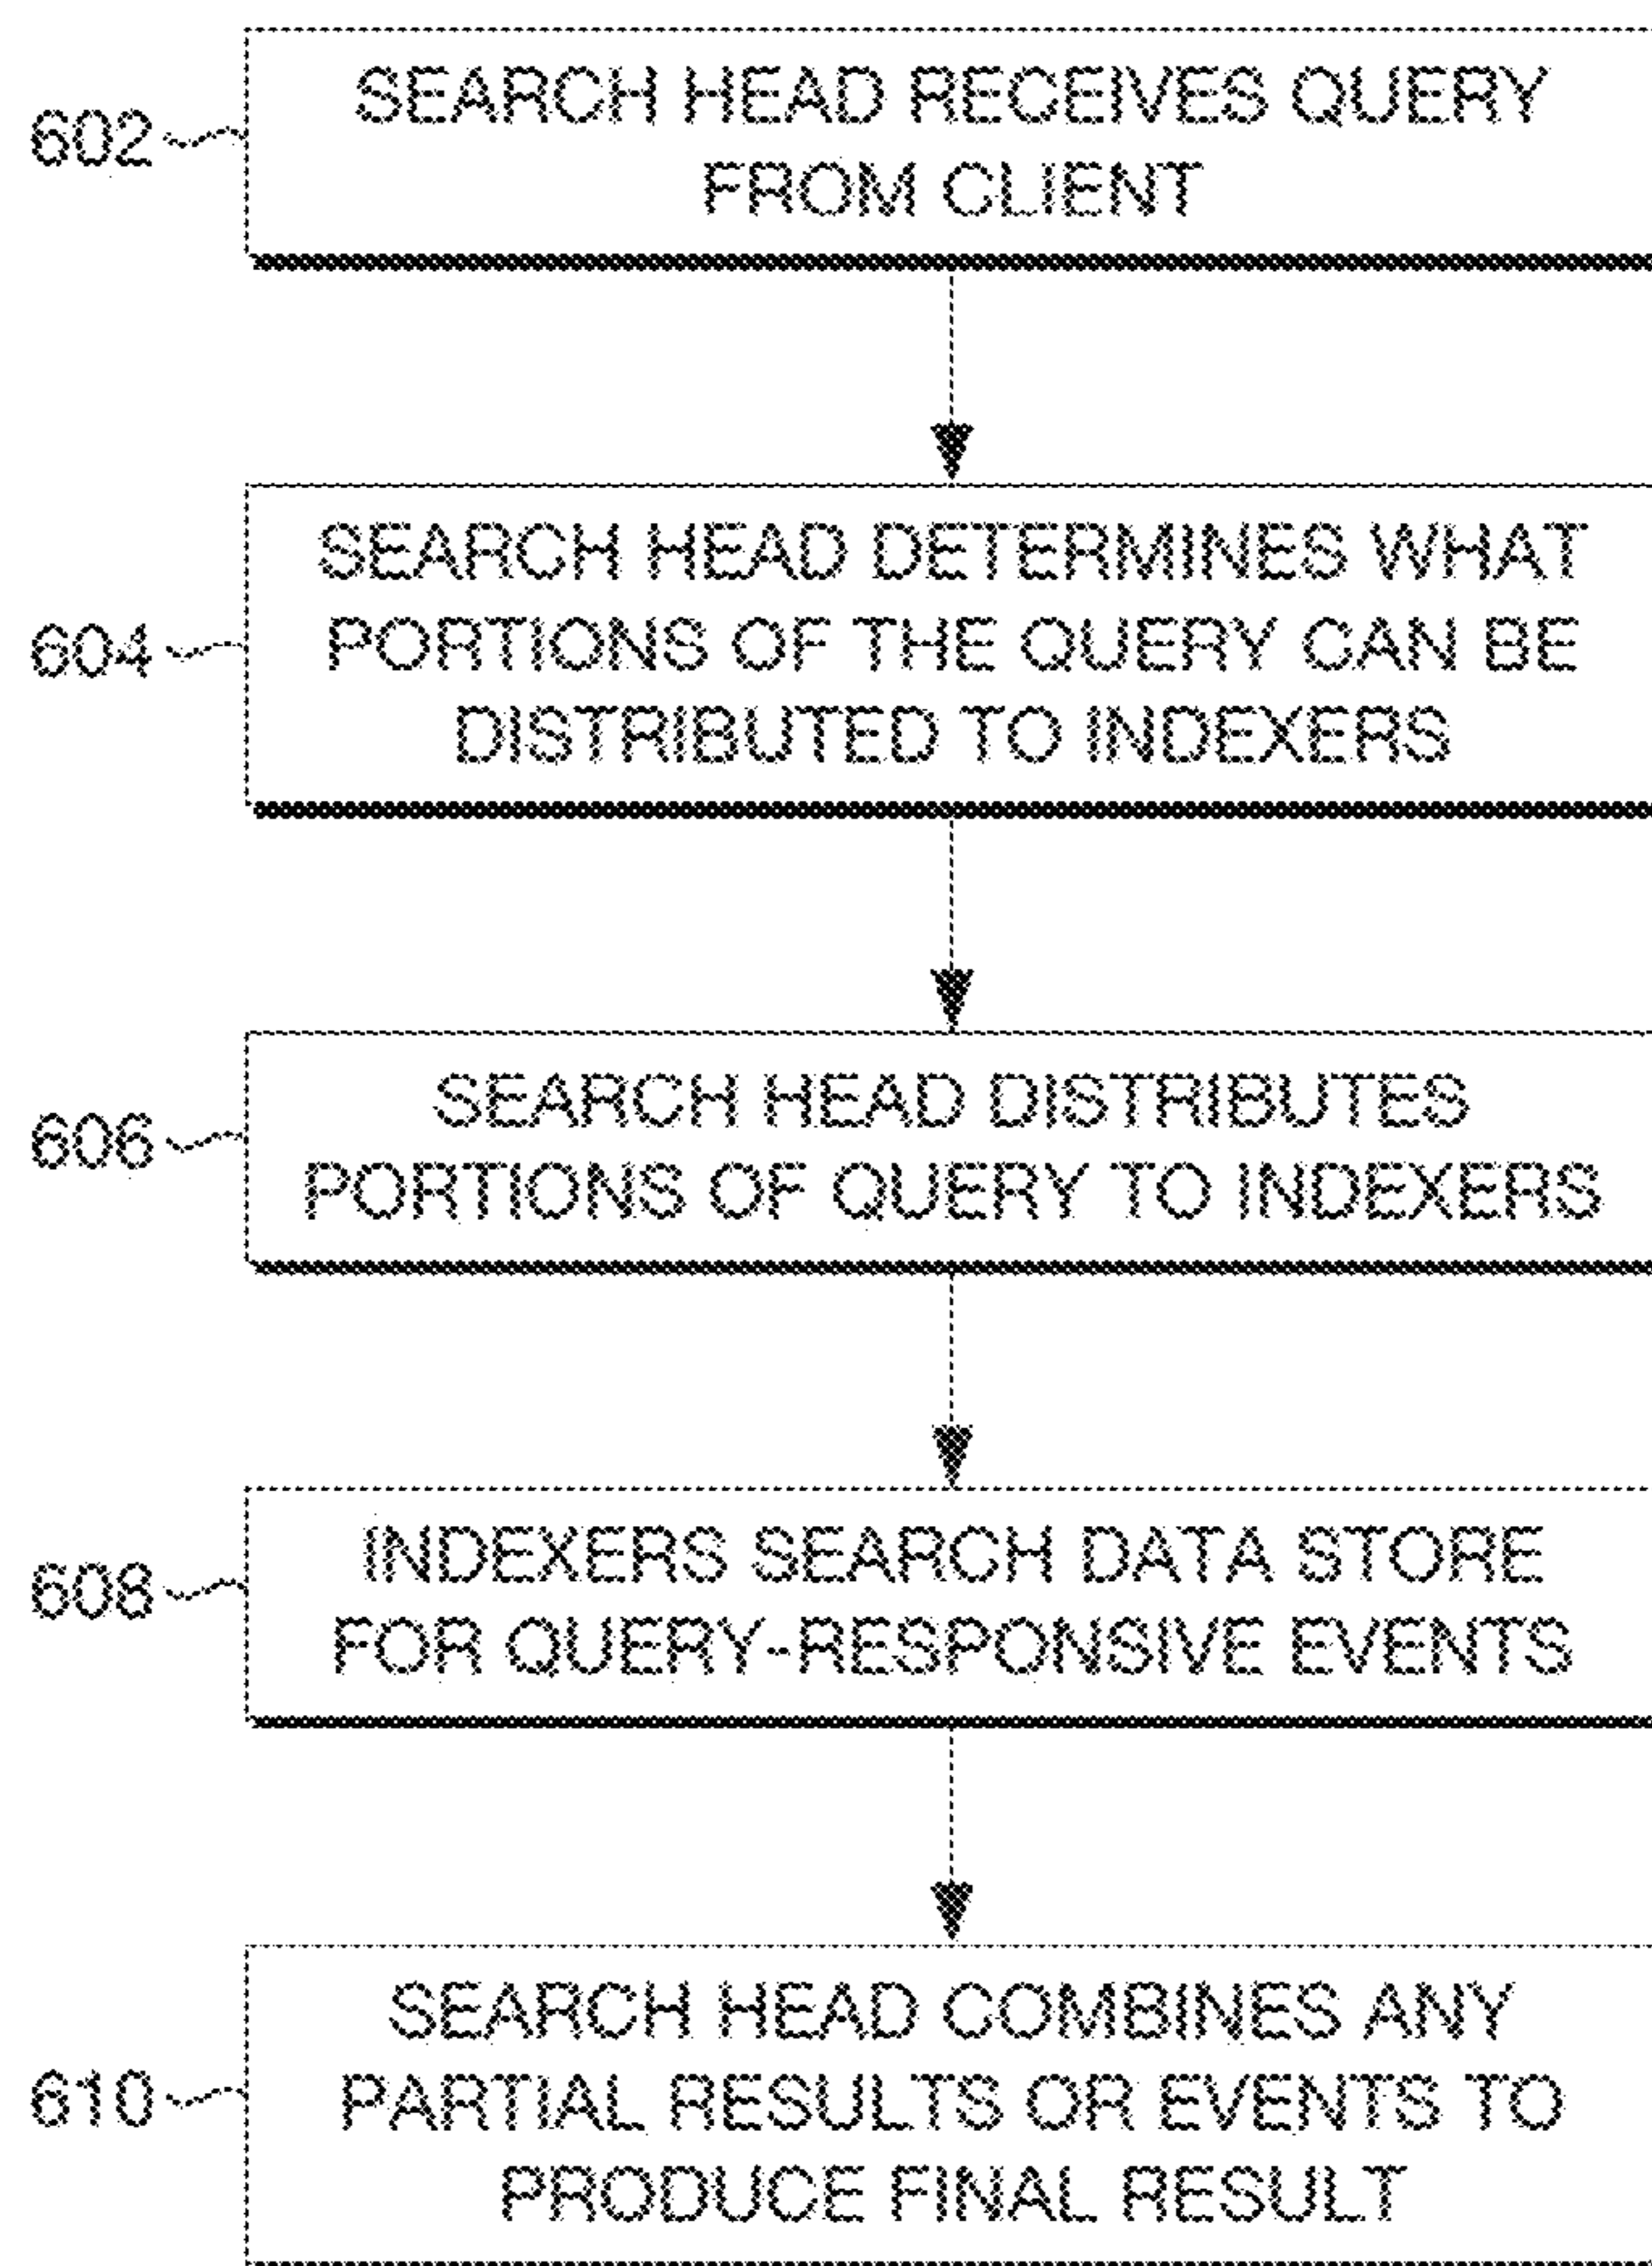 SEARCH HEAD RECEIVES QUERY
602
FROM CLIENT
SEARCH HEAD DETERMINES WHAT
604
PORTIONS OF THE QUERY CAN BE
DISTRIBUTED TO INDEXERS
SEARCH HEAD DISTRIBUTES
606
PORTIONS OF QUERY TO INDEXERS
INDEXERS SEARCH DATA STORE
608
FOR QUERY-RESPONSIVE EVENTS
SEARCH HEAD COMBINES ANY
610
PARTIAL RESULTS OR EVENTS TO
PRODUCE FINAL RESULT